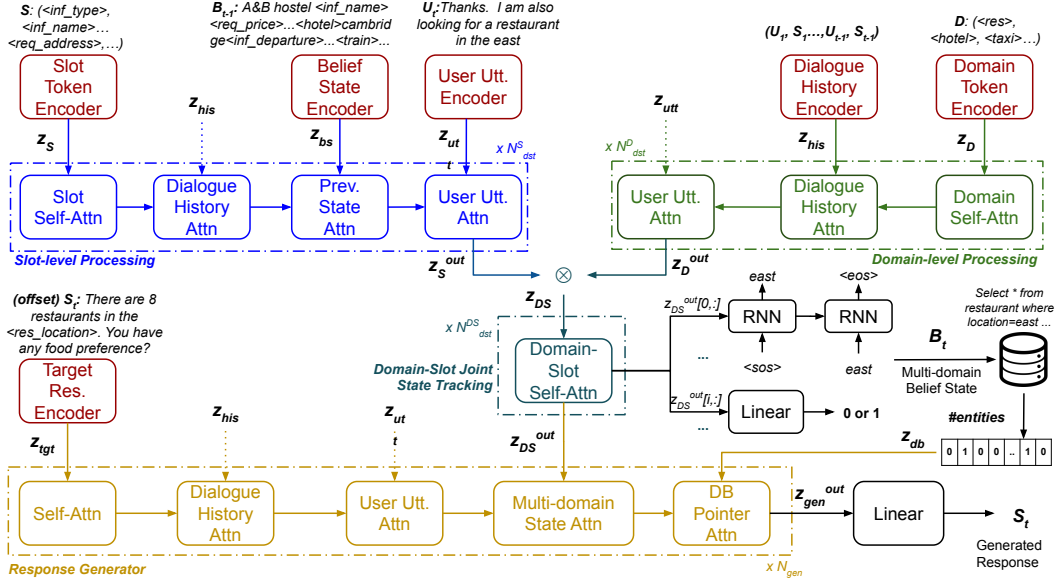 S: (<inf_type>,
<inf_name>…
<req_address>,…)
B_{t-1}: A&B hostel <inf_name>
<req_price>...<hotel>cambrid
ge<inf_departure>...<train>...
U_t:Thanks. I am also
looking for a restaurant
in the east
(U_1, S_1…,U_{t-1}, S_{t-1})
D: (<res>,
<hotel>, <taxi>…)
Slot
Token
Encoder
Belief
State
Encoder
User Utt.
Encoder
Dialogue
History
Encoder
Domain
Token
Encoder
z_S
z_his
z_bs
z_ut
t
z_utt
z_his
z_D
x N^S_dst
x N^D_dst
Slot
Self-Attn
Dialogue
History
Attn
Prev.
State
Attn
User Utt.
Attn
User Utt.
Attn
Dialogue
History
Attn
Domain
Self-Attn
Slot-level Processing
z_S^out
⊗
z_D^out
Domain-level Processing
(offset) S_t: There are 8
restaurants in the
<res_location>. You have
any food preference?
z_DS
x N^DS_dst
Domain-Slot Joint
State Tracking
Domain-
Slot
Self-Attn
z_DS^out[0,:]
east
<eos>
RNN
RNN
...
<sos>
east
z_DS^out[i,:]
...
Linear
0 or 1
Select * from
restaurant where
location=east ...
B_t
Multi-domain
Belief State
#entities
0 1 0 0 .. 1 0
Target
Res.
Encoder
z_tgt
z_his
z_ut
t
z_DS^out
z_db
Self-Attn
Dialogue
History
Attn
User Utt.
Attn
Multi-domain
State Attn
DB
Pointer
Attn
z_gen^out
Linear
S_t
Generated
Response
Response Generator
x N_gen